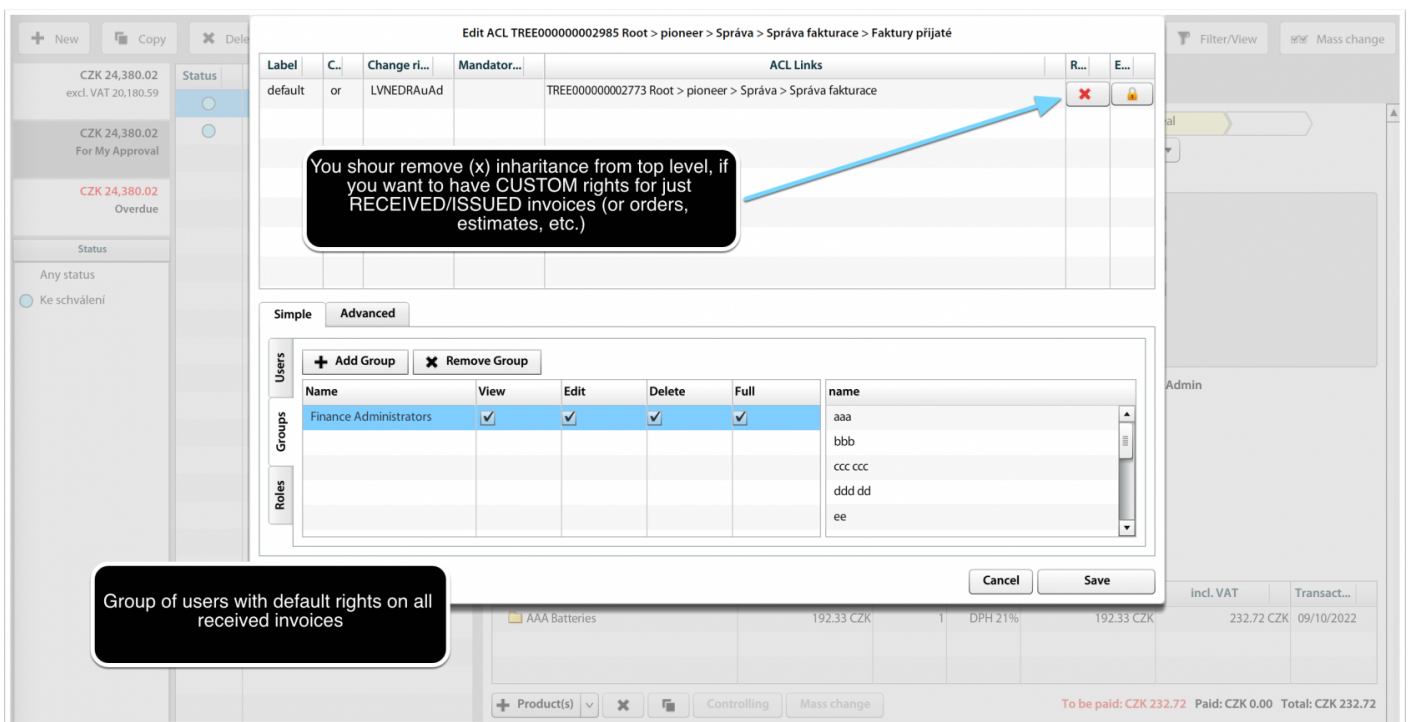 New
Copy
Dele
Filter/View
Mass change
CZK 24,380.02
excl. VAT 20,180.59
CZK 24,380.02
For My Approval
CZK 24,380.02
Overdue
Status
Any status
Ke schválení
Status
Edit ACL TREE000000002985 Root > pioneer > Správa > Správa fakturace > Faktury přijaté
Label C.. Change ri... Mandator... ACL Links R... E...
default or LVNEDRAuAd TREE000000002773 Root > pioneer > Správa > Správa fakturace
You shour remove (x) inharitance from top level, if
you want to have CUSTOM rights for just
RECEIVED/ISSUED invoices (or orders,
estimates, etc.)
Simple Advanced
Users
Groups
Roles
Add Group Remove Group
Name View Edit Delete Full name
Finance Administrators
aaa
bbb
ccc ccc
ddd dd
ee
Cancel Save
Admin
Group of users with default rights on all
received invoices
incl. VAT Transact...
AAA Batteries 192.33 CZK 1 DPH 21% 192.33 CZK 232.72 CZK 09/10/2022
Product(s) Controlling Mass change To be paid: CZK 232.72 Paid: CZK 0.00 Total: CZK 232.72